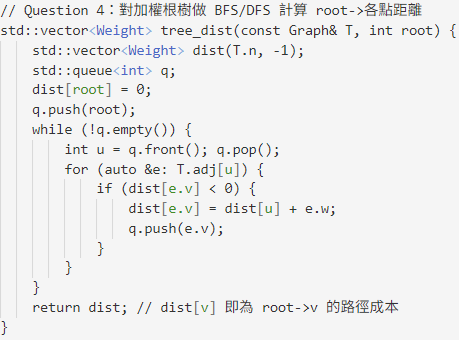 // Question 4：對加權根樹做 BFS/DFS 計算 root->各點距離
std::vector<Weight> tree_dist(const Graph& T, int root) {
    std::vector<Weight> dist(T.n, -1);
    std::queue<int> q;
    dist[root] = 0;
    q.push(root);
    while (!q.empty()) {
        int u = q.front(); q.pop();
        for (auto &e: T.adj[u]) {
            if (dist[e.v] < 0) {
                dist[e.v] = dist[u] + e.w;
                q.push(e.v);
            }
        }
    }
    return dist; // dist[v] 即為 root->v 的路徑成本
}